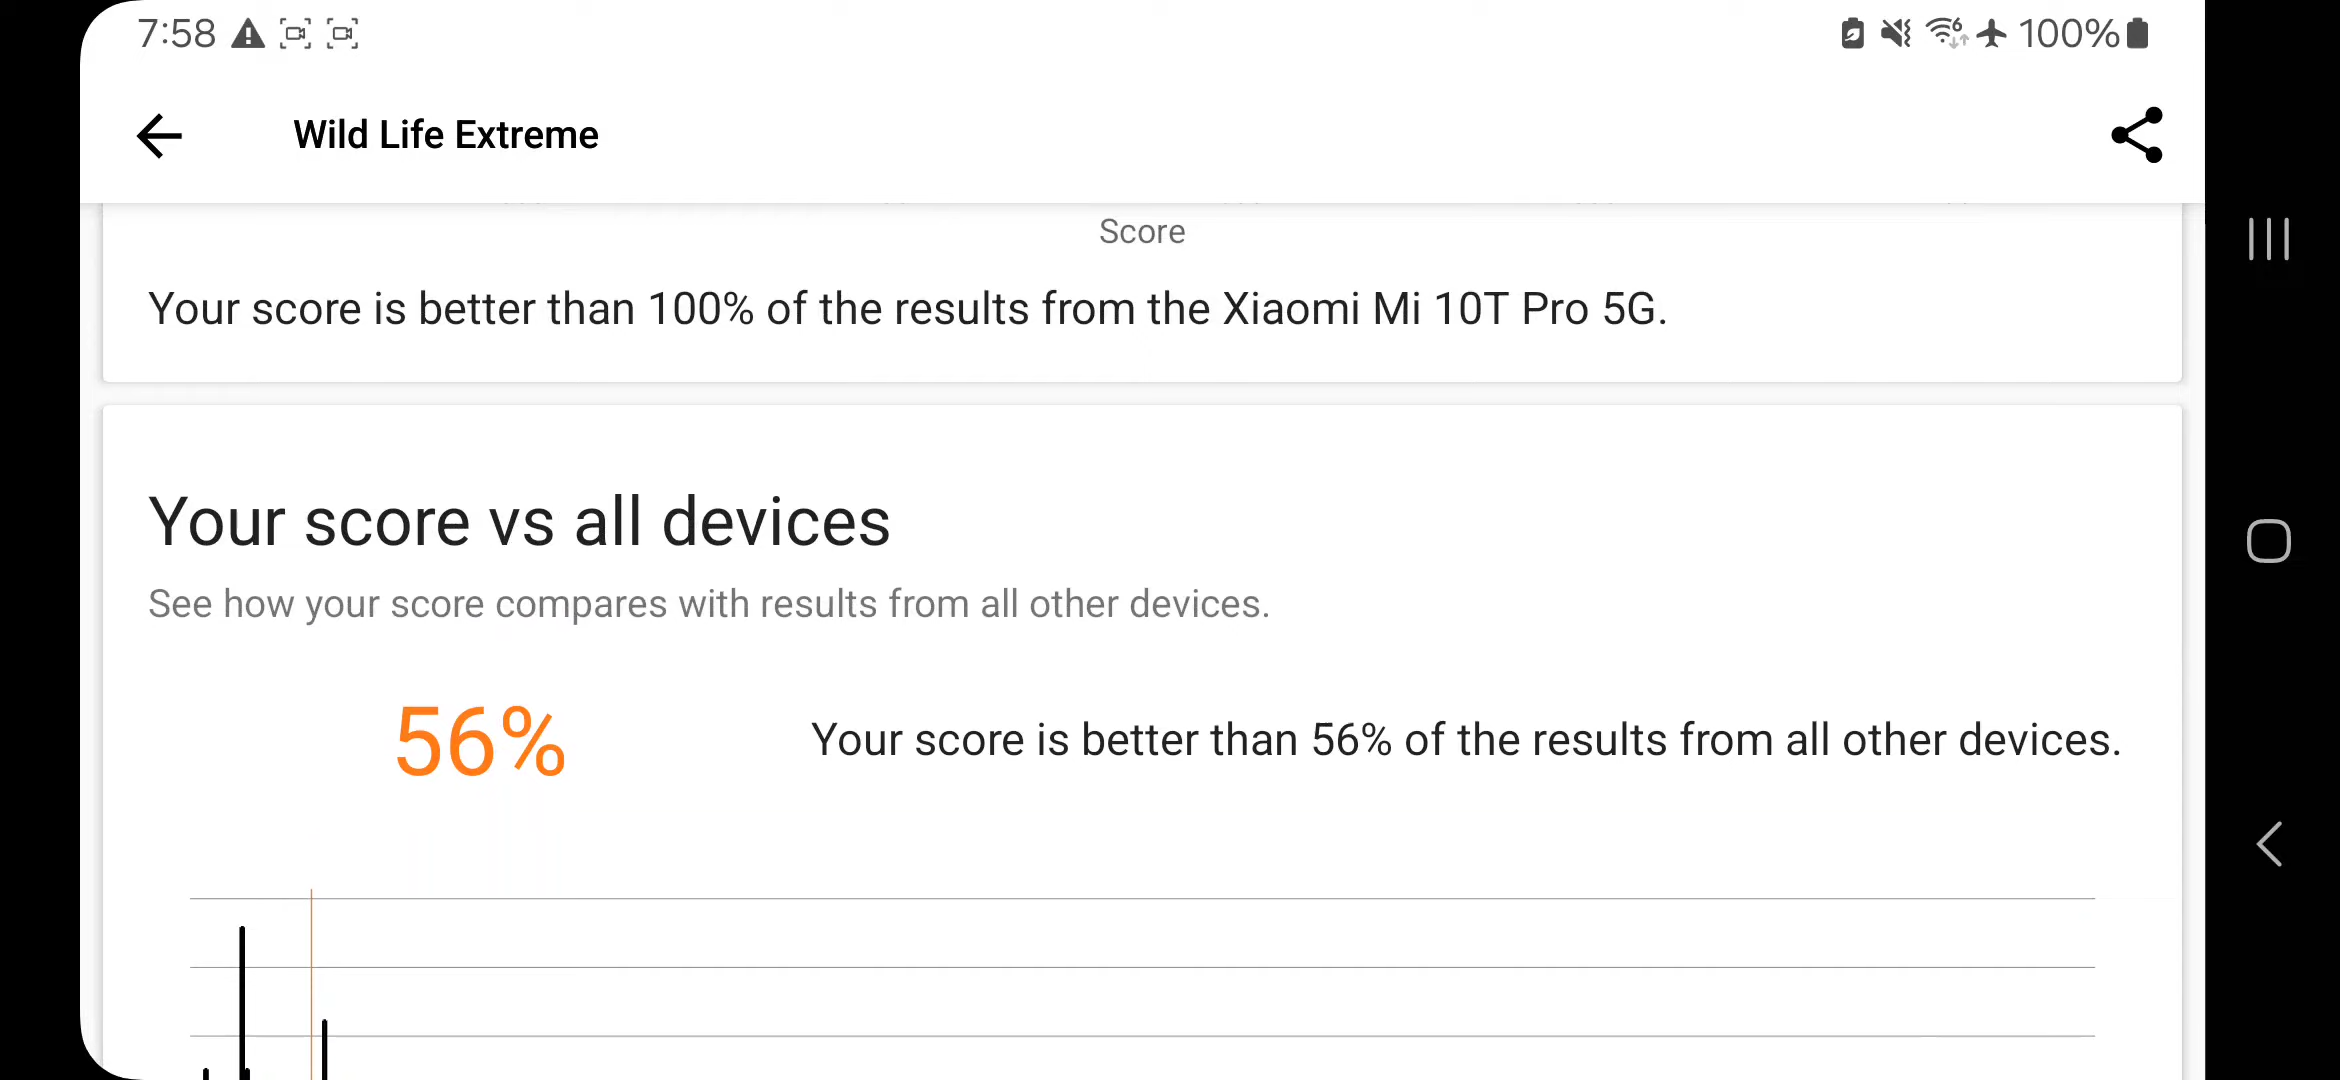 7:58
6
100%
Wild Life Extreme
Score
Your score is better than 100% of the results from the Xiaomi Mi 10T Pro 5G.
Your score vs all devices
See how your score compares with results from all other devices.
56%
Your score is better than 56% of the results from all other devices.